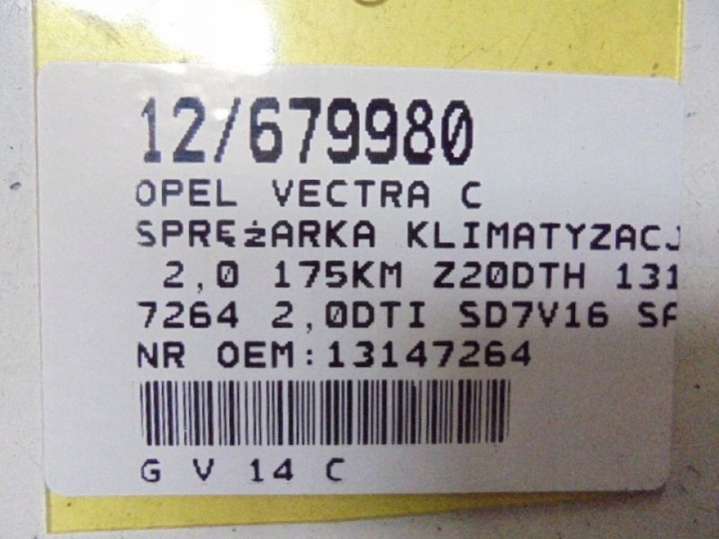 12/679980
OPEL VECTRA C
SPRĘżARKA KLIMATYZACJ
2,0 175KM Z20DTH 131
7264 2,0DTI SD7V16 SA
NR OEM:13147264
G V 14 C